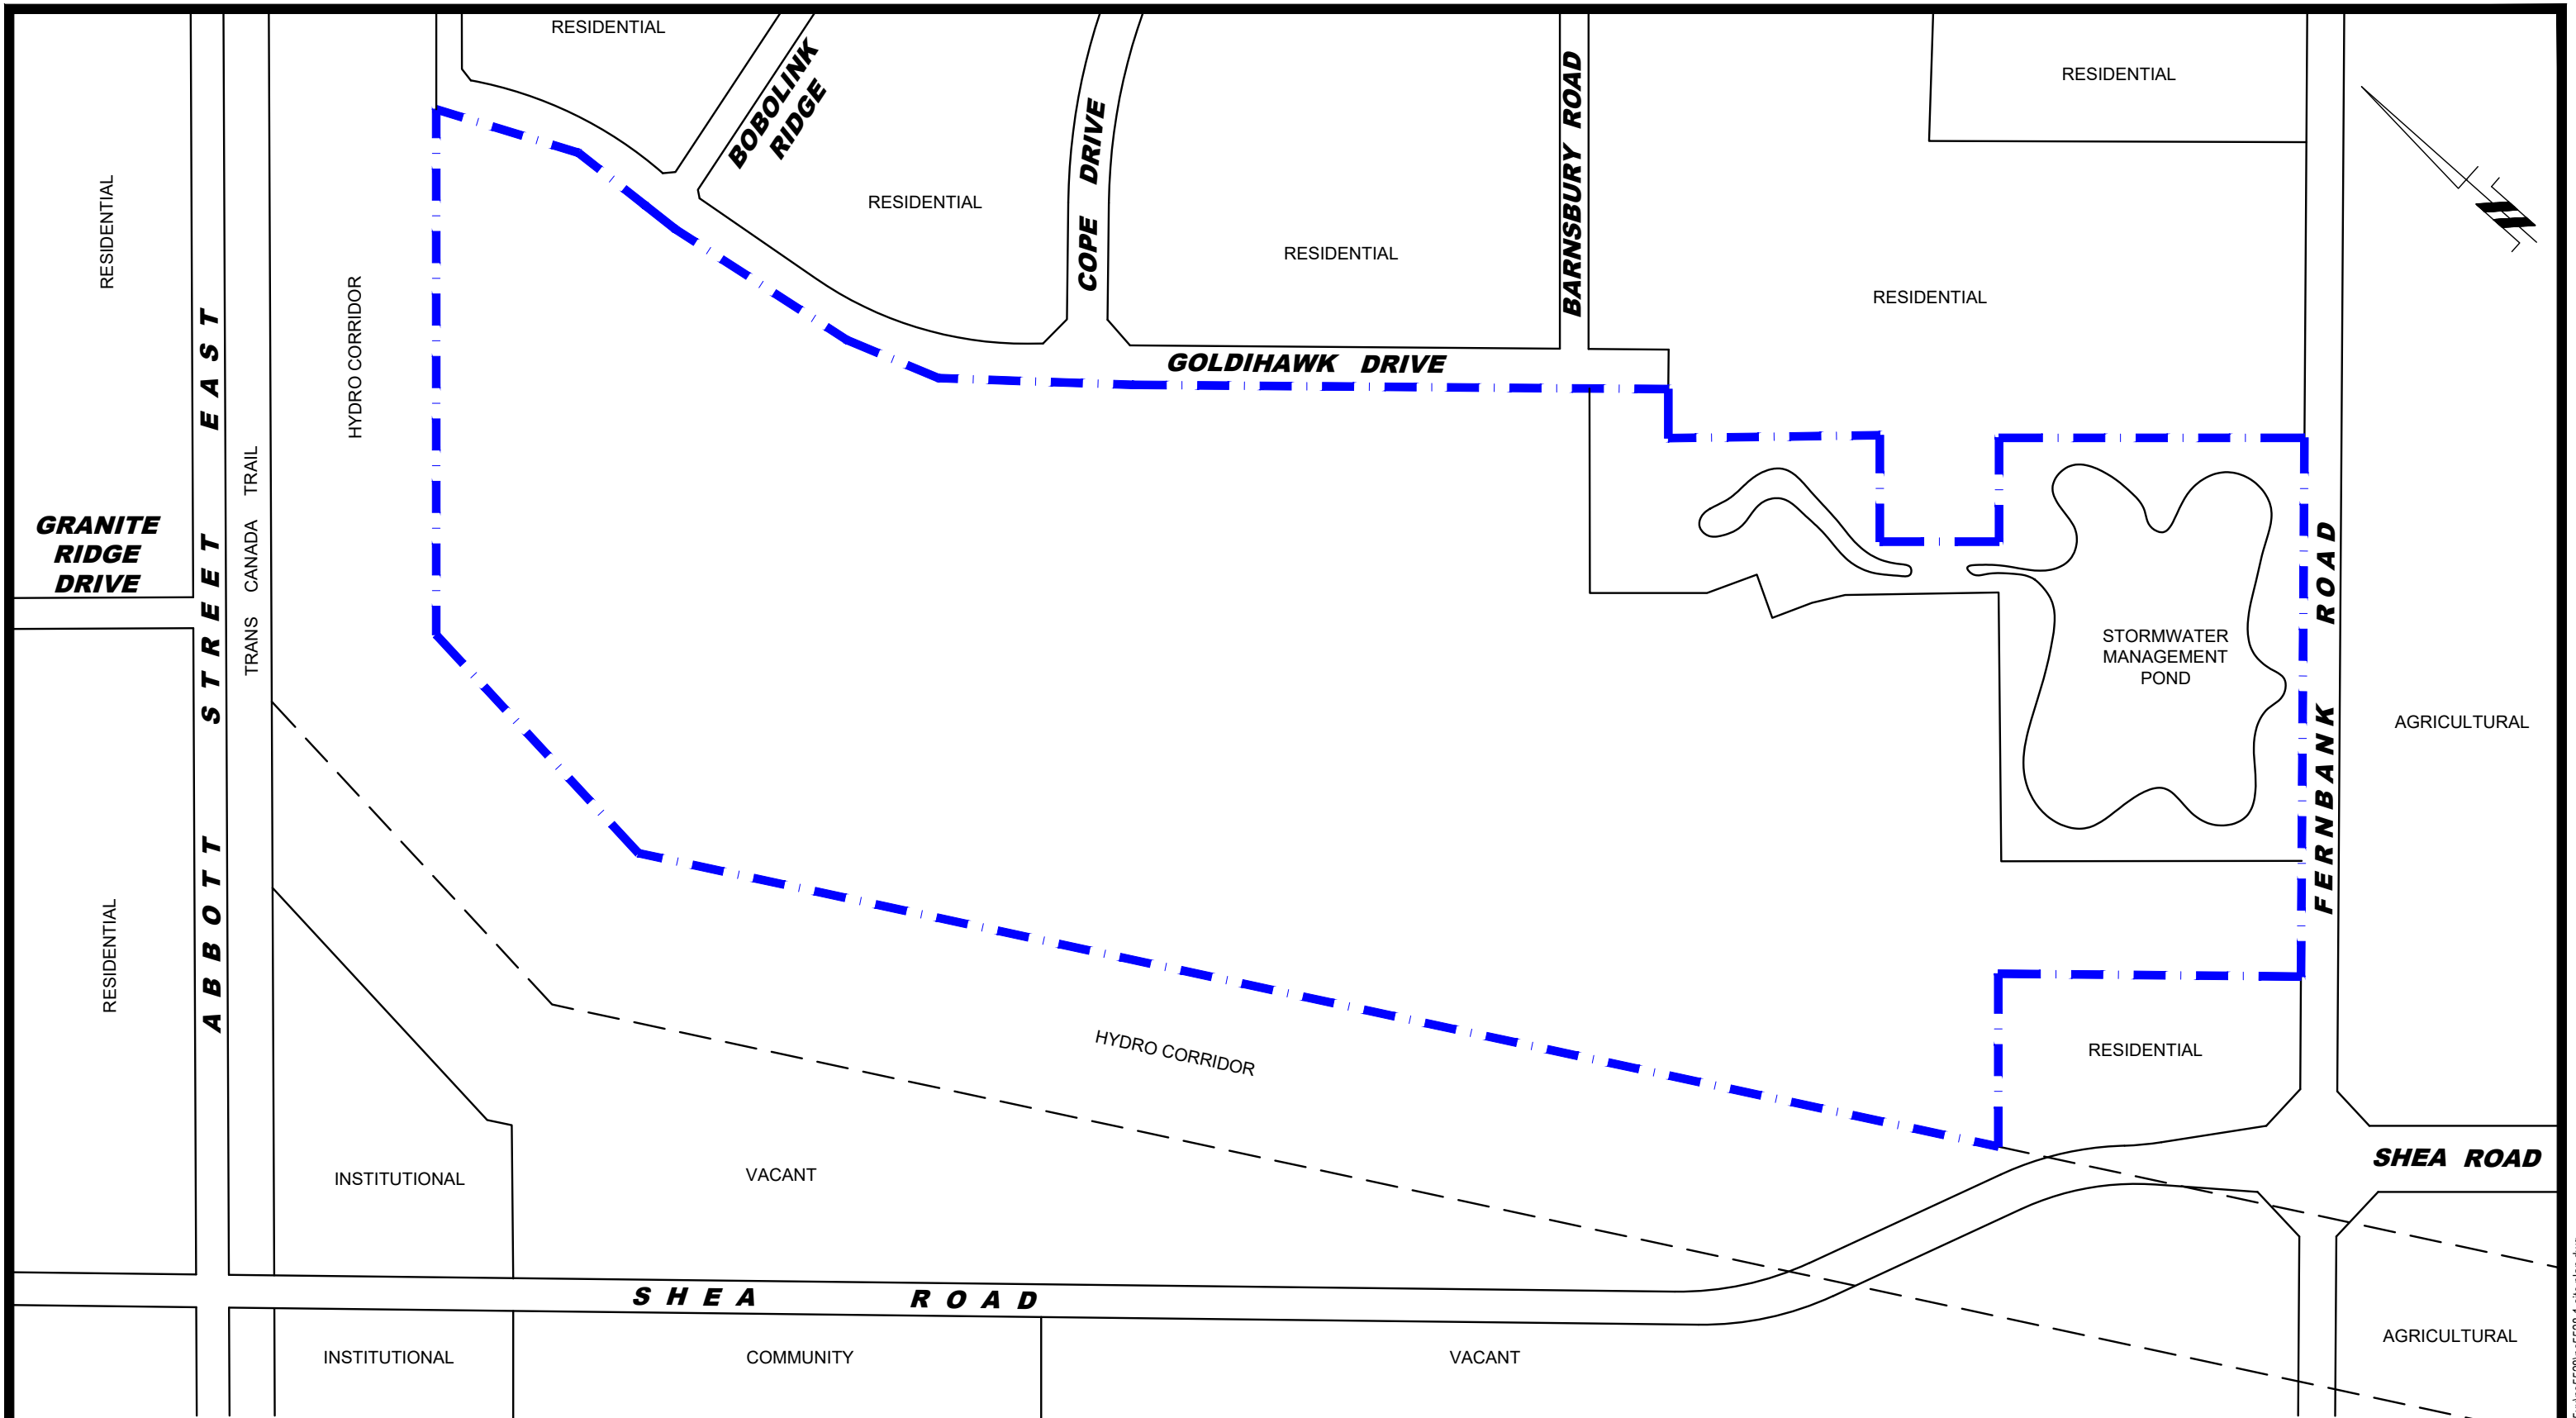 RESIDENTIAL
BOBOLINK
RIDGE
RESIDENTIAL
COPE DRIVE
BARNSBURY ROAD
RESIDENTIAL
RESIDENTIAL
RESIDENTIAL
RESIDENTIAL
RESIDENTIAL
HYDRO CORRIDOR
GOLDIHAWK DRIVE
ABBOTT STREET EAST
TRANS CANADA TRAIL
GRANITE
RIDGE
DRIVE
STORMWATER
MANAGEMENT
POND
FERNBANK ROAD
AGRICULTURAL
RESIDENTIAL
HYDRO CORRIDOR
RESIDENTIAL
INSTITUTIONAL
VACANT
SHEA ROAD
SHEA ROAD
INSTITUTIONAL
COMMUNITY
VACANT
AGRICULTURAL